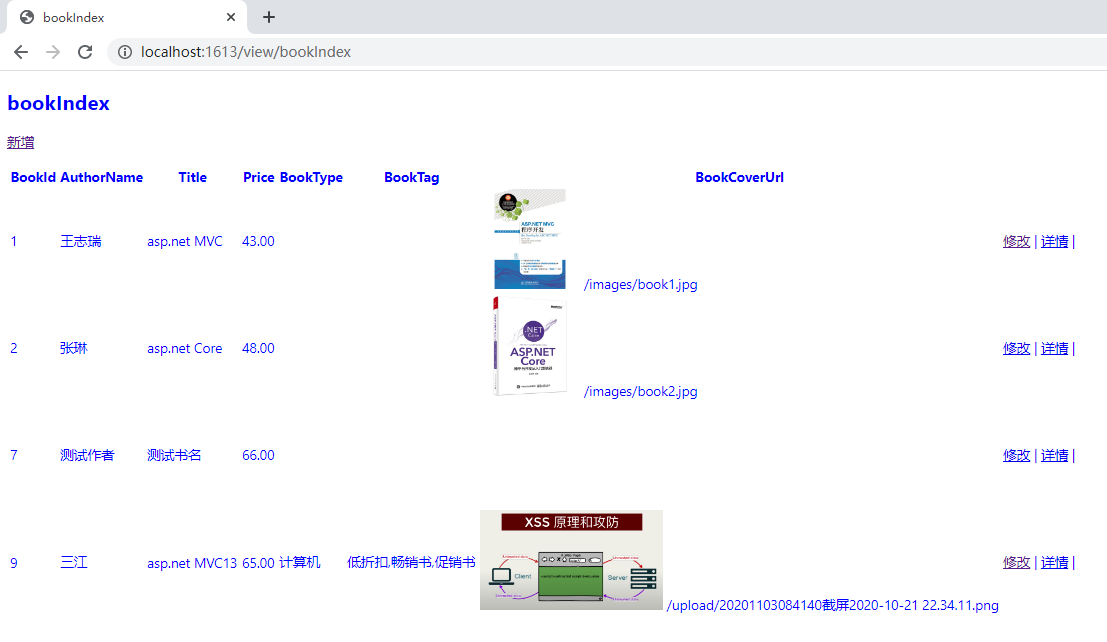 bookIndex
localhost:1613/view/bookIndex
bookIndex
新增
BookId AuthorName Title Price BookType BookTag BookCoverUrl
ASP.NET MVC
程序开发
1 王志瑞 asp.net MVC 43.00 /images/book1.jpg 修改 | 详情 |
.NET
Core
ASP.NET
Core
2 张琳 asp.net Core 48.00 /images/book2.jpg 修改 | 详情 |
7 测试作者 测试书名 66.00 修改 | 详情 |
XSS 原理和攻防
Client
Server
9 三江 asp.net MVC13 65.00 计算机 低折扣,畅销书,促销书 /upload/20201103084140截屏2020-10-21 22.34.11.png 修改 | 详情 |